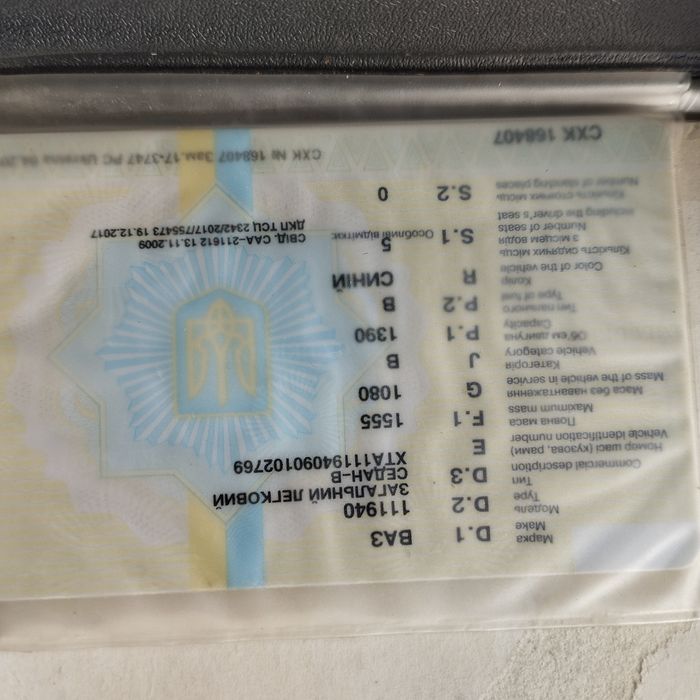 Марка D.1 ВАЗ
Make
Модель D.2 111940
Type
Тип D.3 ЗАГАЛЬНИЙ ЛЕГКОВИЙ
Commercial description СЕДАН-В
Номер шасі (кузова, рами) E XTA11194090102769
Vehicle identification number
Повна маса F.1 1555
Maximum mass
Маса без навантаження G 1080
Mass of the vehicle in service
Категорія J B
Vehicle category
Об'єм двигуна P.1 1390
Capacity
Тип пального P.2 B
Type of fuel
Колір R СИНІЙ
Color of the vehicle
Кількість сидячих місць S.1 5 Особливі відмітки:
з місцем водія
Number of seats
including the driver's seat
СВІД. САА-211612 13.11.2009
ДКП ТСЦ 2342/2017/755473 19.12.2017
Кількість стоячих місць S.2 0
Number of standing places
СХК № 168407 Зам.17-3747 РС Ukraine
СХК 168407